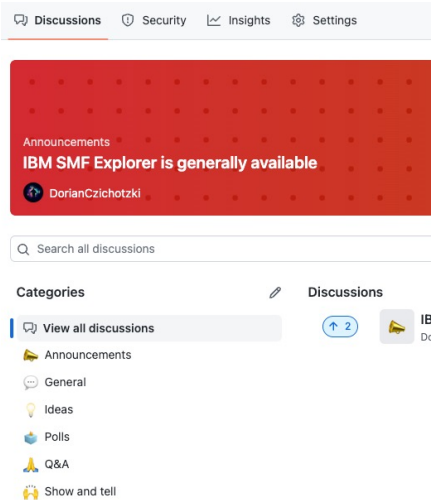 Discussions
Security
Insights
Settings
Announcements
IBM SMF Explorer is generally available
DorianCzichotzki
Search all discussions
Categories
View all discussions
Announcements
General
Ideas
Polls
Q&A
Show and tell
Discussions
2